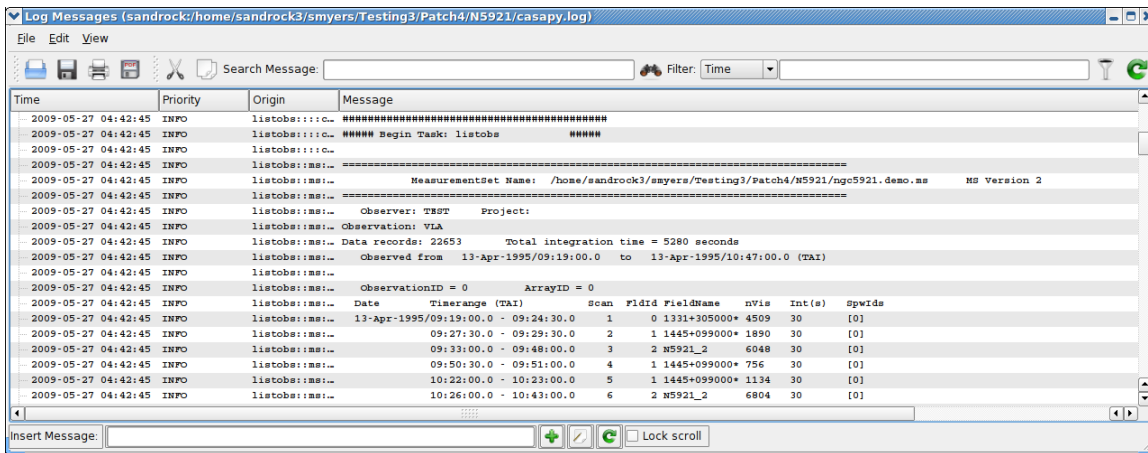 Log Messages (sandrock:/home/sandrock3/smyers/Testing3/Patch4/N5921/casapy.log)
File Edit View
Search Message: Filter: Time
Time Priority Origin Message
2009-05-27 04:42:45 INFO listobs::::c… ##########################################
2009-05-27 04:42:45 INFO listobs::::c… ##### Begin Task: listobs #####
2009-05-27 04:42:45 INFO listobs::::c…
2009-05-27 04:42:45 INFO listobs::ms:… ================================================================================
2009-05-27 04:42:45 INFO listobs::ms:… MeasurementSet Name: /home/sandrock3/smyers/Testing3/Patch4/N5921/ngc5921.demo.ms MS Version 2
2009-05-27 04:42:45 INFO listobs::ms:… ================================================================================
2009-05-27 04:42:45 INFO listobs::ms:… Observer: TEST Project:
2009-05-27 04:42:45 INFO listobs::ms:… Observation: VLA
2009-05-27 04:42:45 INFO listobs::ms:… Data records: 22653 Total integration time = 5280 seconds
2009-05-27 04:42:45 INFO listobs::ms:… Observed from 13-Apr-1995/09:19:00.0 to 13-Apr-1995/10:47:00.0 (TAI)
2009-05-27 04:42:45 INFO listobs::ms:…
2009-05-27 04:42:45 INFO listobs::ms:… ObservationID = 0 ArrayID = 0
2009-05-27 04:42:45 INFO listobs::ms:… Date Timerange (TAI) Scan FldId FieldName nVis Int(s) SpwIds
2009-05-27 04:42:45 INFO listobs::ms:… 13-Apr-1995/09:19:00.0 - 09:24:30.0 1 0 1331+305000* 4509 30 [0]
2009-05-27 04:42:45 INFO listobs::ms:… 09:27:30.0 - 09:29:30.0 2 1 1445+099000* 1890 30 [0]
2009-05-27 04:42:45 INFO listobs::ms:… 09:33:00.0 - 09:48:00.0 3 2 N5921_2 6048 30 [0]
2009-05-27 04:42:45 INFO listobs::ms:… 09:50:30.0 - 09:51:00.0 4 1 1445+099000* 756 30 [0]
2009-05-27 04:42:45 INFO listobs::ms:… 10:22:00.0 - 10:23:00.0 5 1 1445+099000* 1134 30 [0]
2009-05-27 04:42:45 INFO listobs::ms:… 10:26:00.0 - 10:43:00.0 6 2 N5921_2 6804 30 [0]
Insert Message: Lock scroll